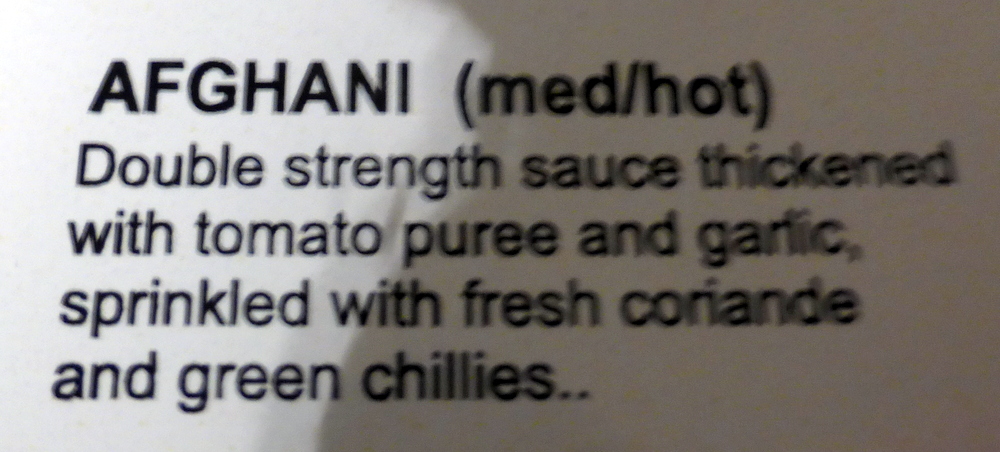 AFGHANI (med/hot)
Double strength sauce thickened
with tomato puree and garlic,
sprinkled with fresh coriande
and green chillies..